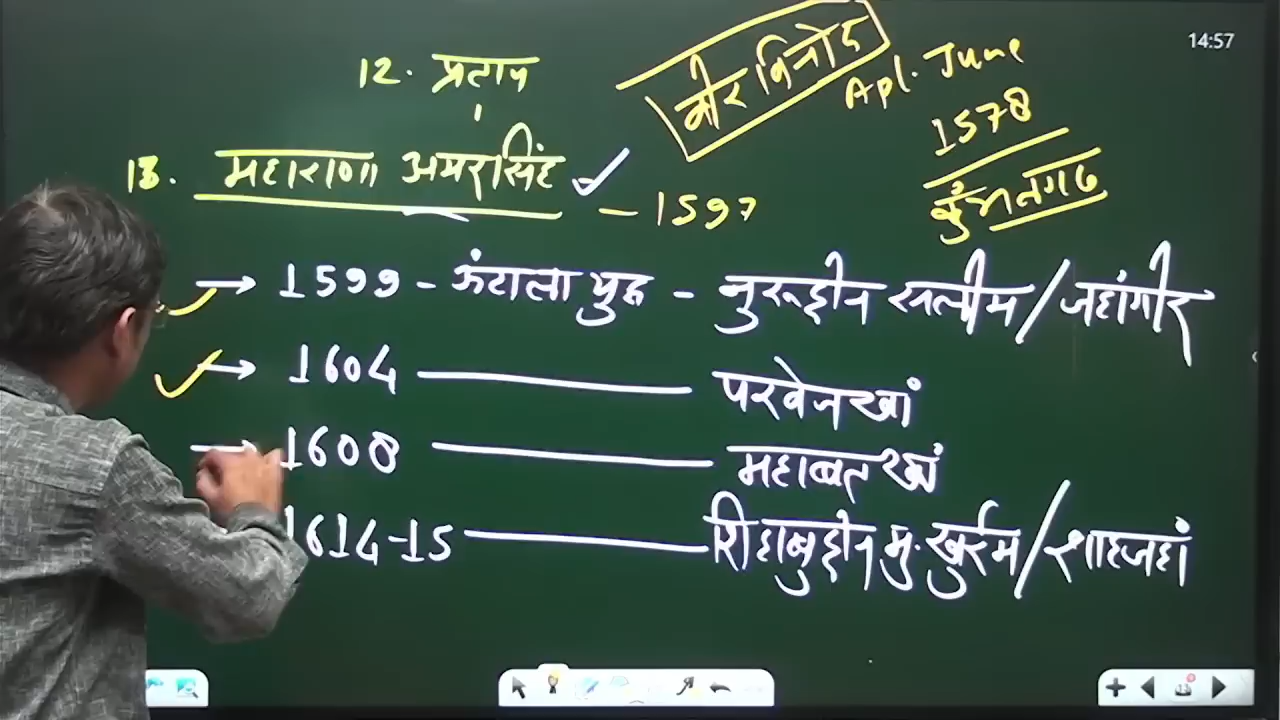 14:57
12. प्रताप
वीर विनोद
Apl. June
1578
कुंभलगढ
13. महाराणा अमरसिंह – 1597
→ 1599 - ऊंटाला युद्ध - नुरूद्दीन सलीम/जहांगीर
→ 1604 — परवेजखां
→ 1608 — महाबत खां
1614-15 — शिहाबुद्दीन मु. खुर्रम/शाहजहां